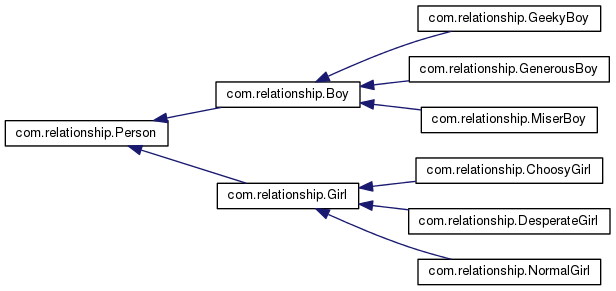 com.relationship.GeekyBoy
com.relationship.GenerousBoy
com.relationship.Boy
com.relationship.MiserBoy
com.relationship.Person
com.relationship.ChoosyGirl
com.relationship.Girl
com.relationship.DesperateGirl
com.relationship.NormalGirl